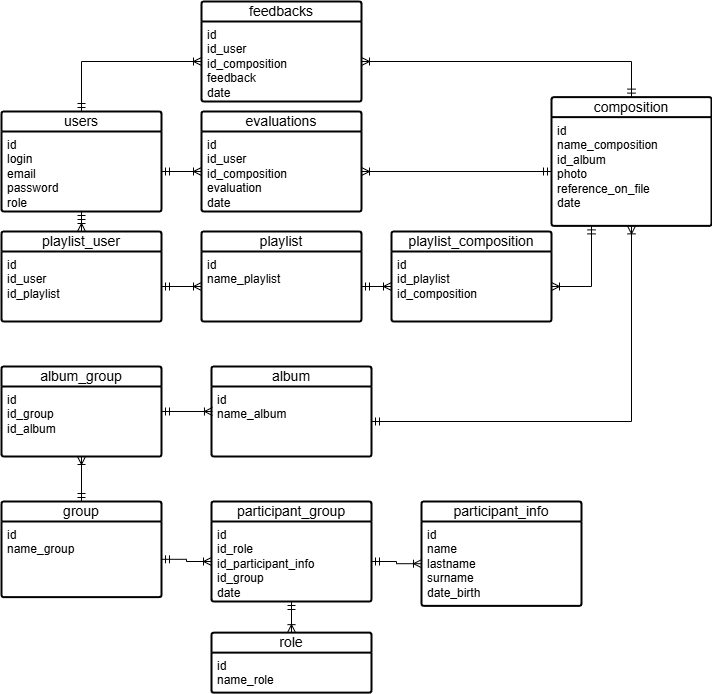 feedbacks
id
id_user
id_composition
feedback
date
users
id
login
email
password
role
evaluations
id
id_user
id_composition
evaluation
date
composition
id
name_composition
id_album
photo
reference_on_file
date
playlist_user
id
id_user
id_playlist
playlist
id
name_playlist
playlist_composition
id
id_playlist
id_composition
album_group
id
id_group
id_album
album
id
name_album
group
id
name_group
participant_group
id
id_role
id_participant_info
id_group
date
participant_info
id
name
lastname
surname
date_birth
role
id
name_role